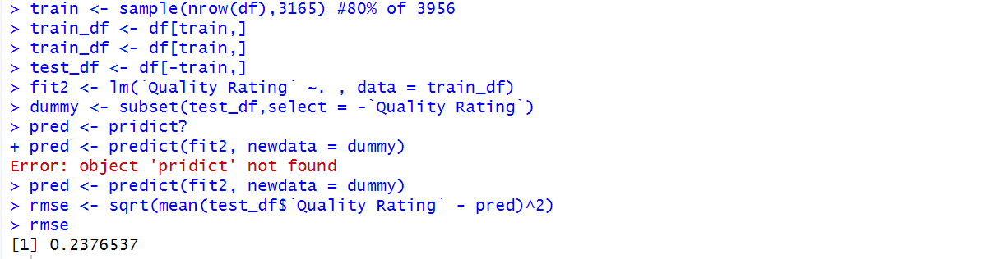 > train <- sample(nrow(df),3165) #80% of 3956
> train_df <- df[train,]
> train_df <- df[train,]
> test_df <- df[-train,]
> fit2 <- lm(`Quality Rating` ~. , data = train_df)
> dummy <- subset(test_df,select = -`Quality Rating`)
> pred <- pridict?
+ pred <- predict(fit2, newdata = dummy)
Error: object 'pridict' not found
> pred <- predict(fit2, newdata = dummy)
> rmse <- sqrt(mean(test_df$`Quality Rating` - pred)^2)
> rmse
[1] 0.2376537